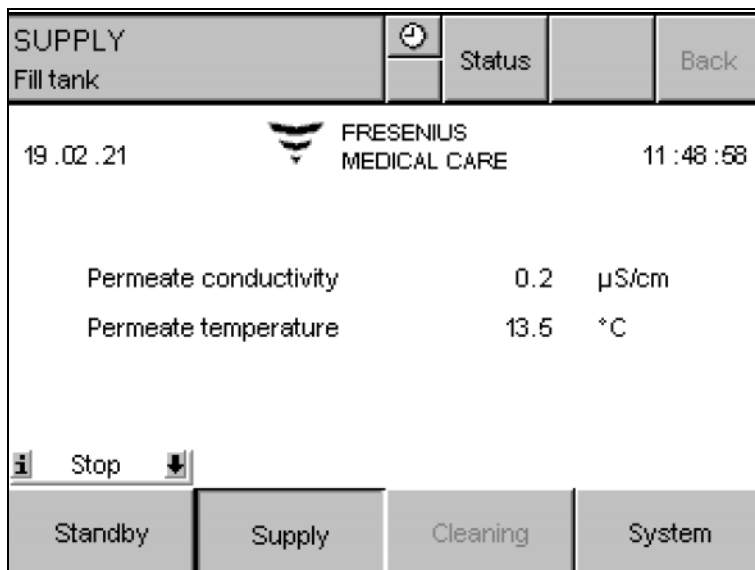 SUPPLY
Fill tank
Status
Back
19 .02 .21
FRESENIUS
MEDICAL CARE
11 :48 :58
Permeate conductivity 0.2 µS/cm
Permeate temperature 13.5 °C
i Stop
Standby
Supply
Cleaning
System